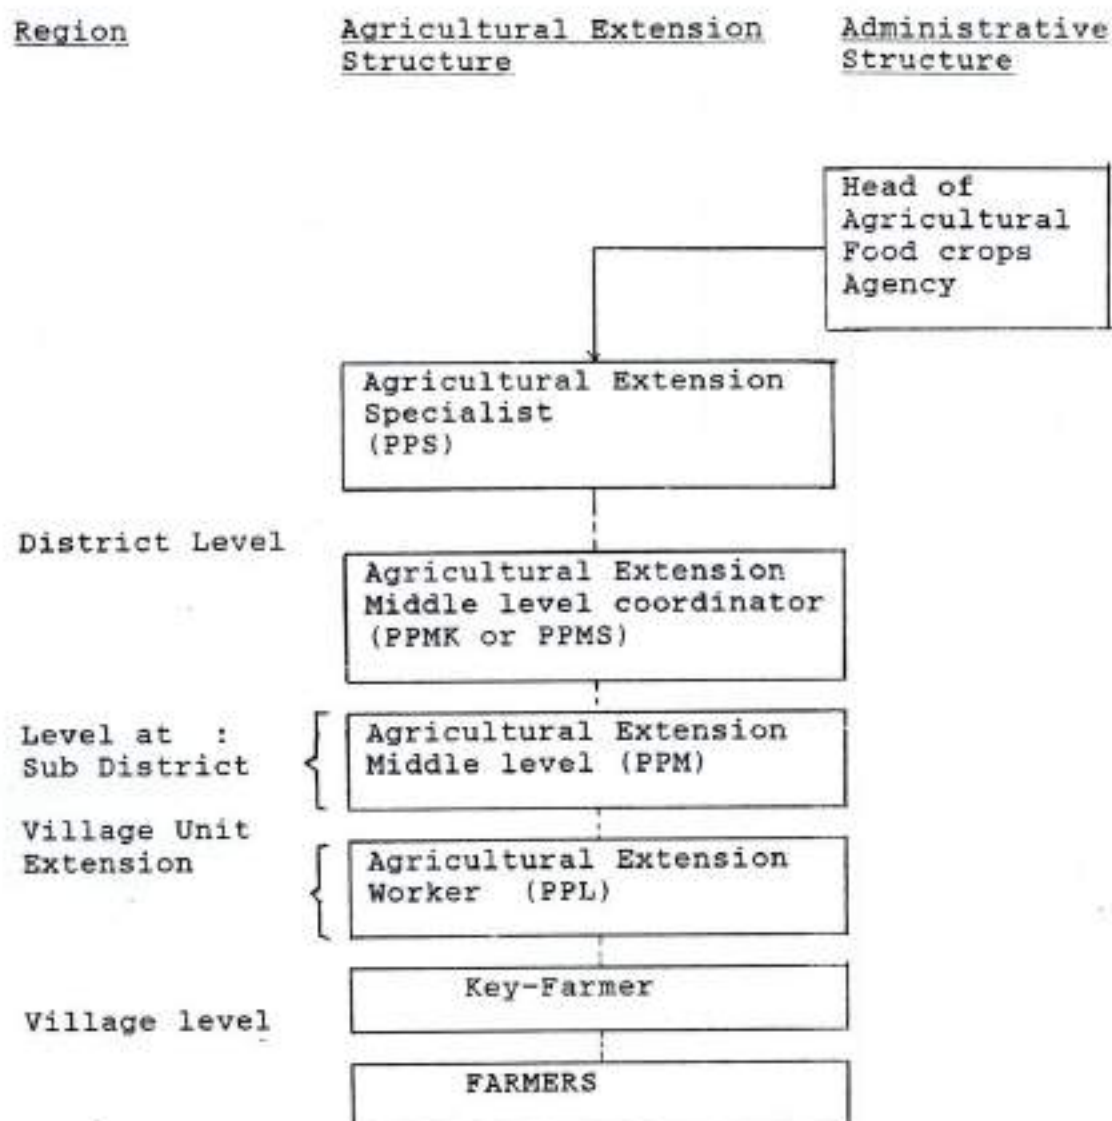 Region
Agricultural Extension
Structure
Administrative
Structure
Head of
Agricultural
Food crops
Agency
Agricultural Extension
Specialist
(PPS)
District Level
Agricultural Extension
Middle level coordinator
(PPMK or PPMS)
Level at :
Sub District
Agricultural Extension
Middle level (PPM)
Village Unit
Extension
Agricultural Extension
Worker (PPL)
Key-Farmer
Village level
FARMERS